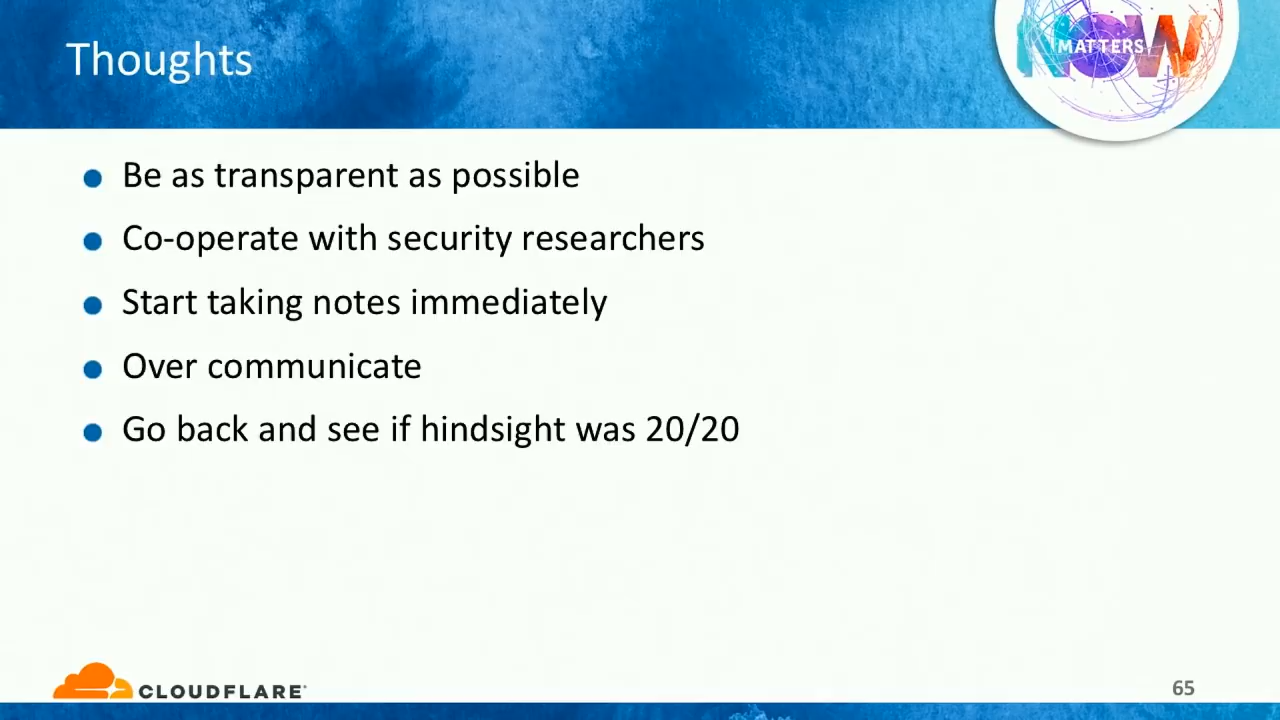 Thoughts
NOW
MATTERS
Be as transparent as possible
Co-operate with security researchers
Start taking notes immediately
Over communicate
Go back and see if hindsight was 20/20
CLOUDFLARE
65